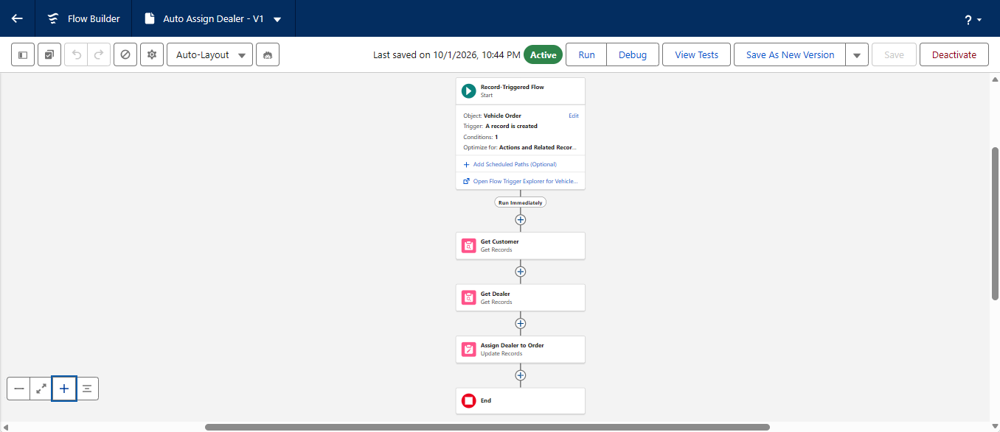 Flow Builder
Auto Assign Dealer - V1
?
Auto-Layout
Last saved on 10/1/2026, 10:44 PM
Active
Run
Debug
View Tests
Save As New Version
Save
Deactivate
Record-Triggered Flow
Start
Object: Vehicle Order
Edit
Trigger: A record is created
Conditions: 1
Optimize for: Actions and Related Recor...
Add Scheduled Paths (Optional)
Open Flow Trigger Explorer for Vehicle...
Run Immediately
Get Customer
Get Records
Get Dealer
Get Records
Assign Dealer to Order
Update Records
End